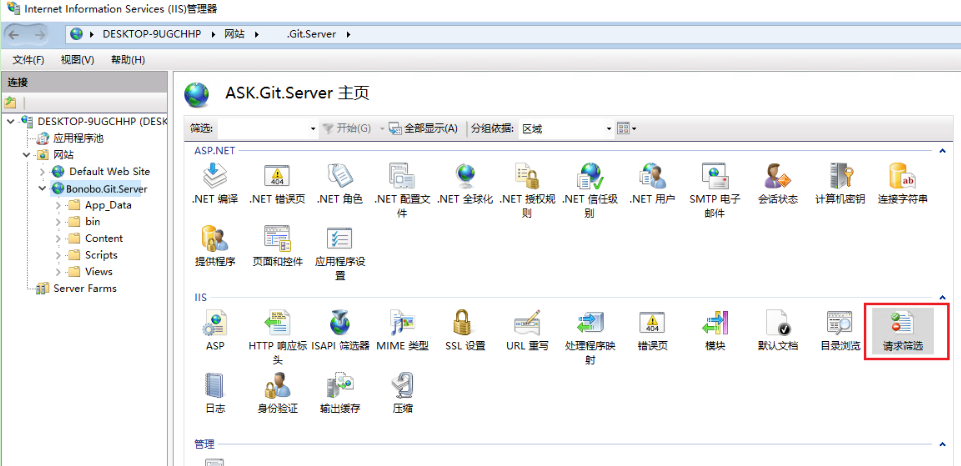 Internet Information Services (IIS)管理器
DESKTOP-9UGCHHP 网站 .Git.Server
文件(F) 视图(V) 帮助(H)
连接
DESKTOP-9UGCHHP (DESK
应用程序池
网站
Default Web Site
Bonobo.Git.Server
App_Data
bin
Content
Scripts
Views
Server Farms
ASK.Git.Server 主页
筛选: 开始(G) 全部显示(A) 分组依据: 区域
ASP.NET
.NET 编译 .NET 错误页 .NET 角色 .NET 配置文件 .NET 全球化 .NET 授权规则 .NET 信任级别 .NET 用户 SMTP 电子邮件 会话状态 计算机密钥 连接字符串
提供程序 页面和控件 应用程序设置
IIS
ASP HTTP 响应标头 ISAPI 筛选器 MIME 类型 SSL 设置 URL 重写 处理程序映射 错误页 模块 默认文档 目录浏览 请求筛选
日志 身份验证 输出缓存 压缩
管理